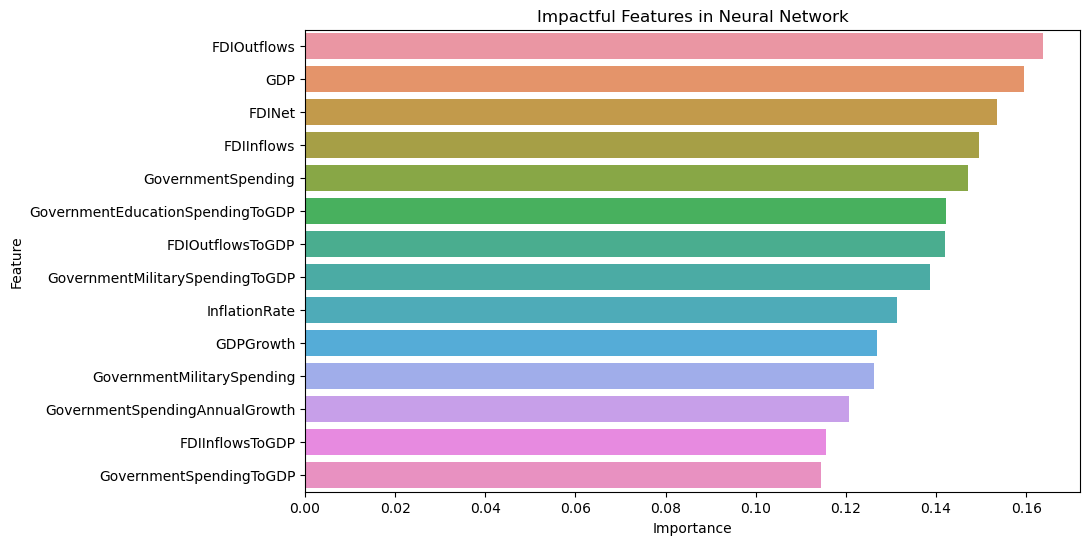 Impactful Features in Neural Network
FDIOutflows
GDP
FDINet
FDIInflows
GovernmentSpending
GovernmentEducationSpendingToGDP
FDIOutflowsToGDP
GovernmentMilitarySpendingToGDP
InflationRate
GDPGrowth
GovernmentMilitarySpending
GovernmentSpendingAnnualGrowth
FDIInflowsToGDP
GovernmentSpendingToGDP
Feature
0.00 0.02 0.04 0.06 0.08 0.10 0.12 0.14 0.16
Importance